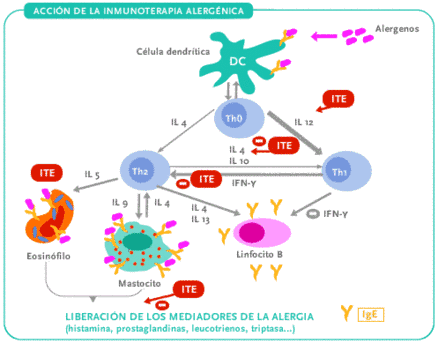 ACCIÓN DE LA INMUNOTERAPIA ALERGÉNICA
Alergenos
Célula dendrítica
DC
ITE
Th0
IL 4
IL 12
ITE
IL 4
IL 10
ITE
IL 5
Th2
ITE
IFN-γ
Th1
IL 9
IL 4
IL 4
IL 13
IFN-γ
Eosinófilo
Mastocito
Linfocito B
ITE
LIBERACIÓN DE LOS MEDIADORES DE LA ALERGIA
(histamina, prostaglandinas, leucotrienos, triptasa...)
IgE